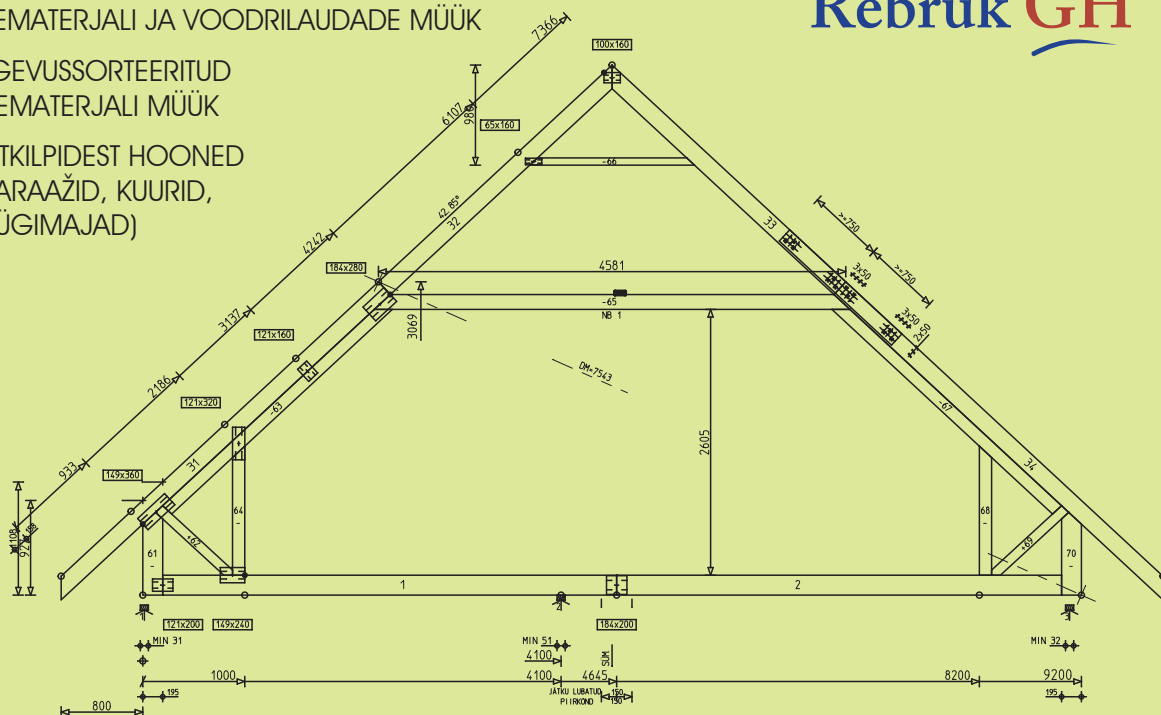 EMATERJALI JA VOODRILAUDADE MÜÜK
GEVUSSORTEERITUD
EMATERJALI MÜÜK
TKILPIDEST HOONED
ARAAŽID, KUURID,
ÜGIMAJAD)
Rebruk GH
7366
100x160
6107
980
65x160
-66
42.85°
32
33
>=750
>=750
4242
184x280
4581
3x50
-65
NB 1
3069
3137
121x160
3x50
2x50
DM=7543
2186
121x320
-63
-67
2605
933
149x360
31
34
64
-
68
-
61
-
+62
+69
70
-
1
2
121x200
149x240
184x200
MIN 31
MIN 51
MIN 32
4100
SÜM
1000
4100
4645
8200
9200
195
JÄTKU LUBATUD
PIIRKOND
150
150
195
800